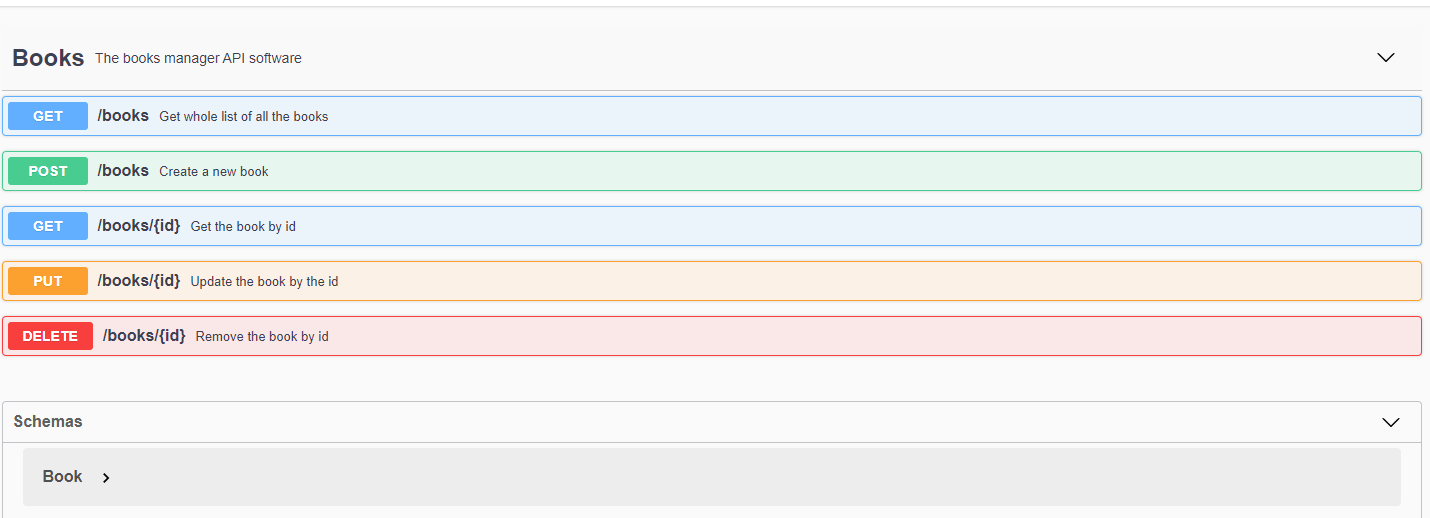 Books The books manager API software
GET /books Get whole list of all the books
POST /books Create a new book
GET /books/{id} Get the book by id
PUT /books/{id} Update the book by the id
DELETE /books/{id} Remove the book by id
Schemas
Book